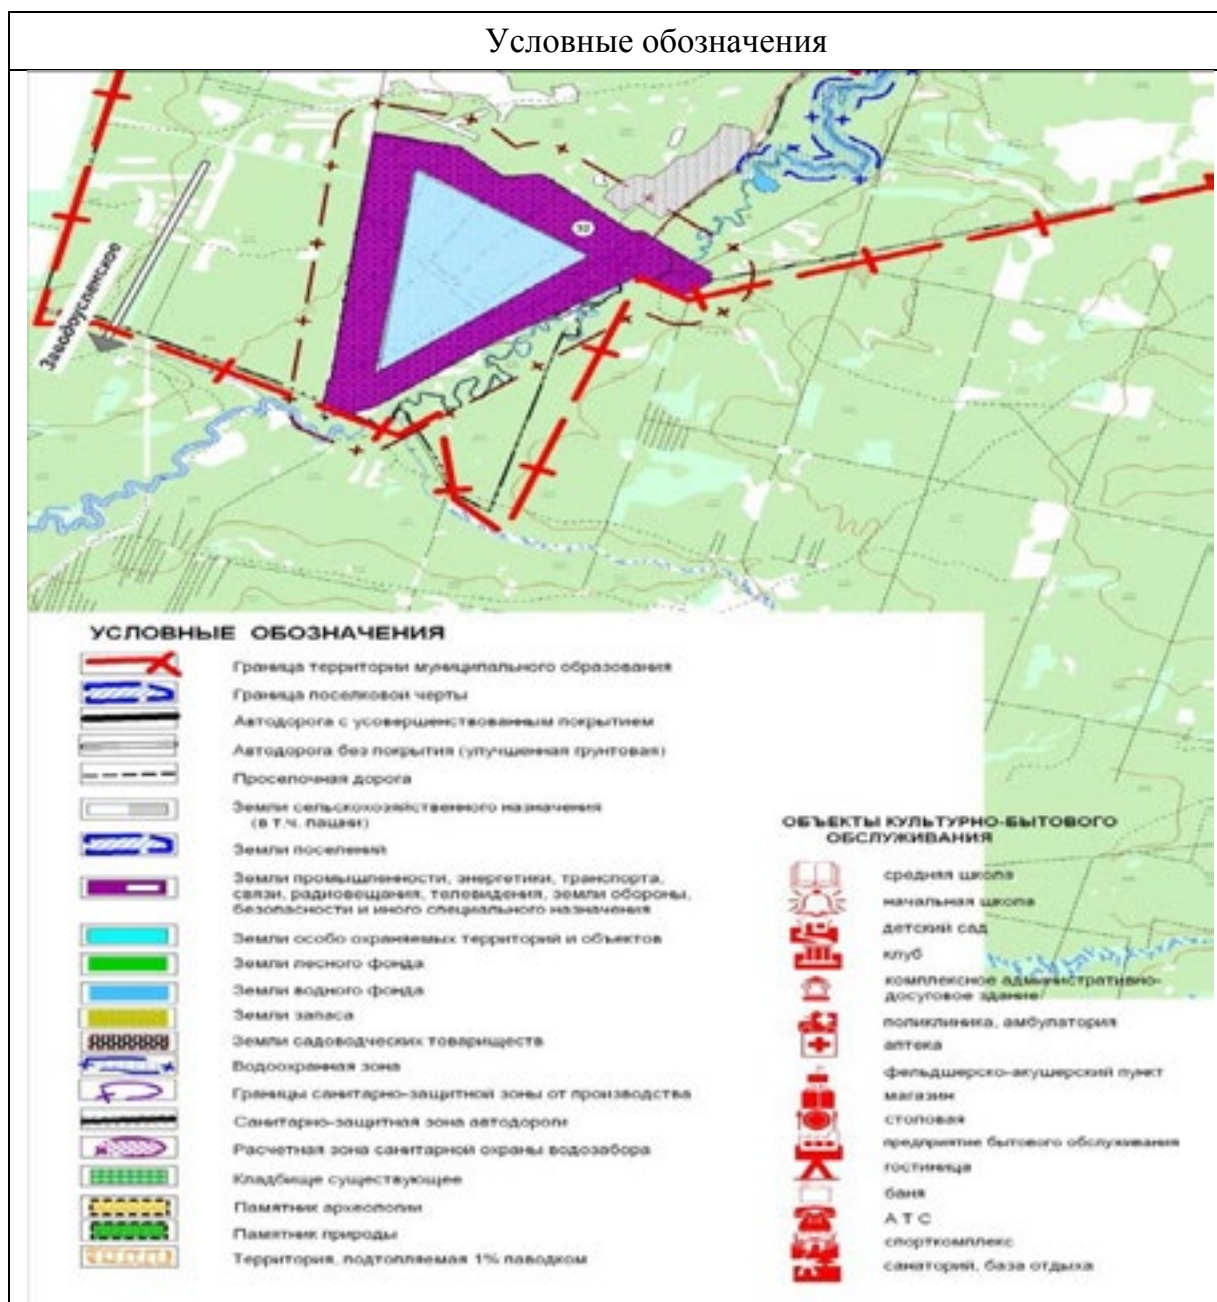 Условные обозначения
Заводоуспенское
УСЛОВНЫЕ ОБОЗНАЧЕНИЯ
Граница территории муниципального образования
Граница поселковой черты
Автодорога с усовершенствованным покрытием
Автодорога без покрытия (улучшенная грунтовая)
Проселочная дорога
Земли сельскохозяйственного назначения
(в т.ч. пашни)
Земли поселений
Земли промышленности, энергетики, транспорта,
связи, радиовещания, телевидения, земли обороны,
безопасности и иного специального назначения
Земли особо охраняемых территорий и объектов
Земли лесного фонда
Земли водного фонда
Земли запаса
Земли садоводческих товариществ
Водоохранная зона
Границы санитарно-защитной зоны от производства
Санитарно-защитная зона автодороги
Расчетная зона санитарной охраны водозабора
Кладбище существующее
Памятник археологии
Памятник природы
Территория, подтопляемая 1% паводком
ОБЪЕКТЫ КУЛЬТУРНО-БЫТОВОГО
ОБСЛУЖИВАНИЯ
средняя школа
начальная школа
детский сад
клуб
комплексное административно-
досуговое здание
поликлиника, амбулатория
аптека
фельдшерско-акушерский пункт
магазин
столовая
предприятие бытового обслуживания
гостиница
баня
А Т С
спорткомплекс
санаторий, база отдыха